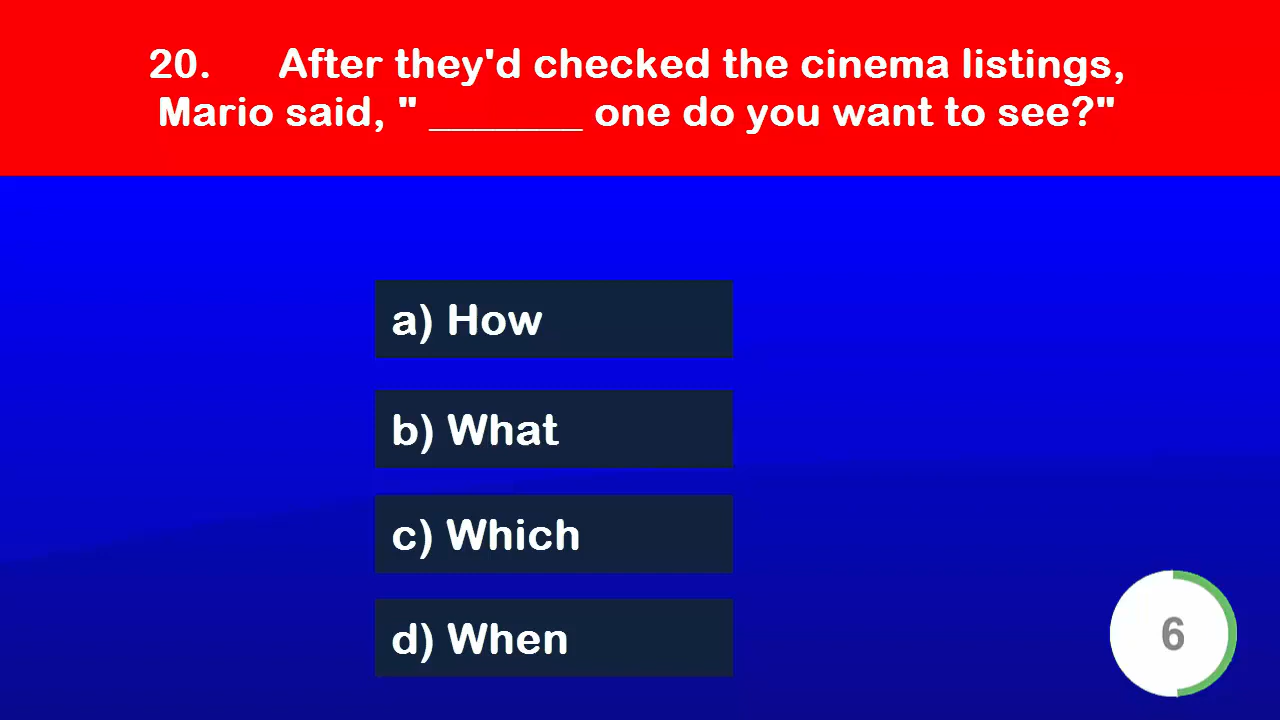 20. After they'd checked the cinema listings,
Mario said, " _______ one do you want to see?"
a) How
b) What
c) Which
d) When
6